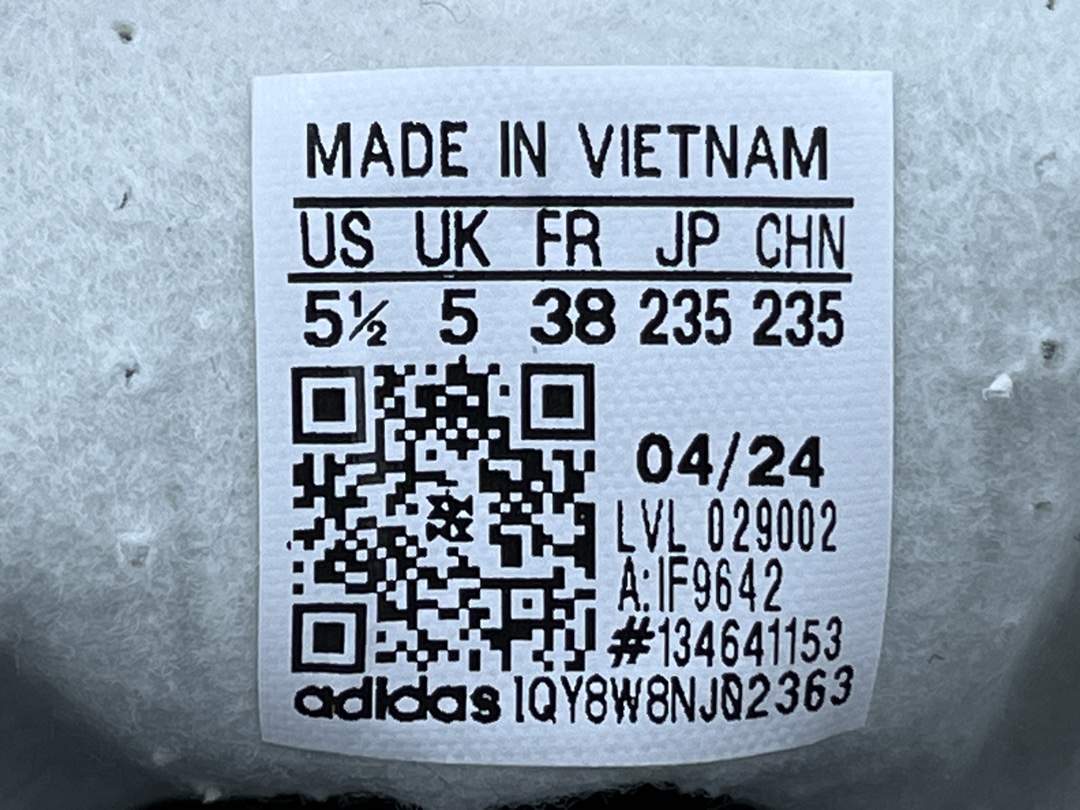 MADE IN VIETNAM
US UK FR JP CHN
5½ 5 38 235 235
04/24
LVL 029002
A:IF9642
#134641153
adidas 1QY8W8NJ02363